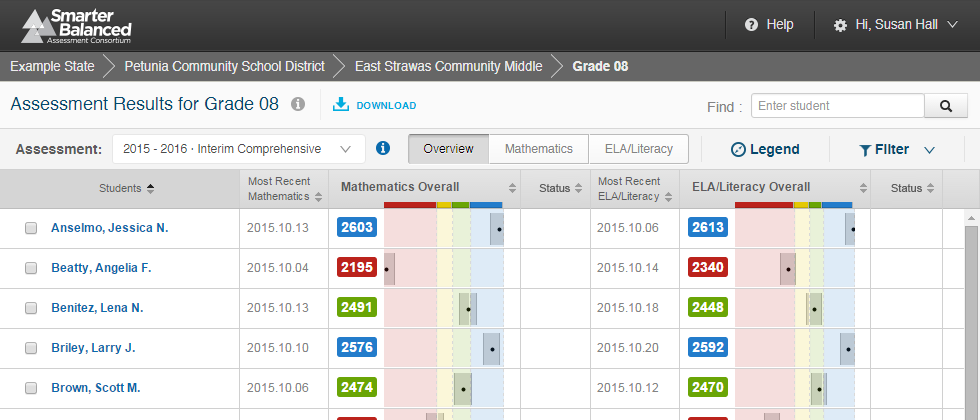 Smarter
Balanced
Assessment Consortium
Help
Hi, Susan Hall
Example State
Petunia Community School District
East Strawas Community Middle
Grade 08
Assessment Results for Grade 08
DOWNLOAD
Find :
Enter student
Assessment:
2015 - 2016 · Interim Comprehensive
Overview
Mathematics
ELA/Literacy
Legend
Filter
Students
Most Recent
Mathematics
Mathematics Overall
Status
Most Recent
ELA/Literacy
ELA/Literacy Overall
Status
Anselmo, Jessica N. 2015.10.13 2603 2015.10.06 2613
Beatty, Angelia F. 2015.10.04 2195 2015.10.14 2340
Benitez, Lena N. 2015.10.13 2491 2015.10.18 2448
Briley, Larry J. 2015.10.10 2576 2015.10.20 2592
Brown, Scott M. 2015.10.06 2474 2015.10.12 2470